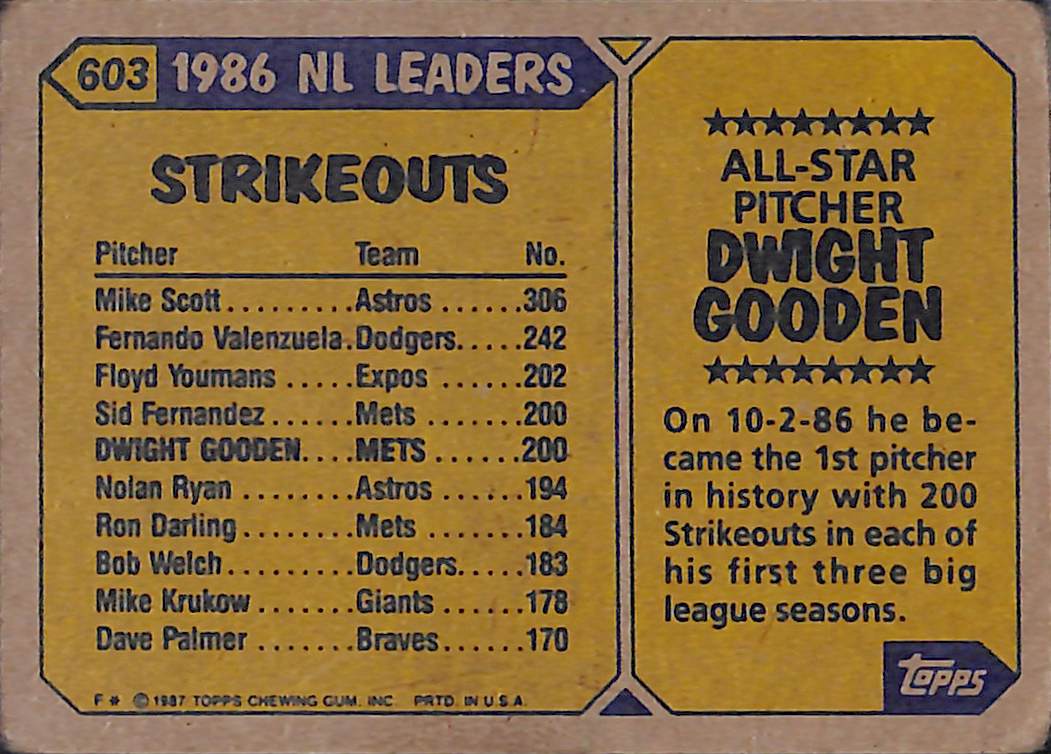 603 1986 NL LEADERS
STRIKEOUTS
Pitcher Team No.
Mike Scott.........Astros ......306
Fernando Valenzuela.Dodgers.....242
Floyd Youmans .....Expos ......202
Sid Fernandez......Mets .......200
DWIGHT GOODEN....METS ......200
Nolan Ryan ........Astros ......194
Ron Darling........Mets .......184
Bob Welch.........Dodgers.....183
Mike Krukow .......Giants ......178
Dave Palmer .......Braves......170
F * © 1987 TOPPS CHEWING GUM, INC. PRTD. IN U.S.A.
ALL-STAR
PITCHER
DWIGHT
GOODEN
On 10-2-86 he be-
came the 1st pitcher
in history with 200
Strikeouts in each of
his first three big
league seasons.
topps